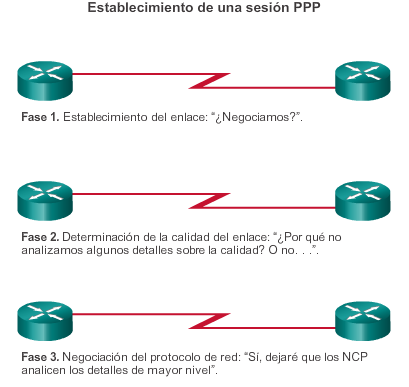 Establecimiento de una sesión PPP
Fase 1. Establecimiento del enlace: “¿Negociamos?”.
Fase 2. Determinación de la calidad del enlace: “¿Por qué no
analizamos algunos detalles sobre la calidad? O no. . .”.
Fase 3. Negociación del protocolo de red: “Sí, dejaré que los NCP
analicen los detalles de mayor nivel”.